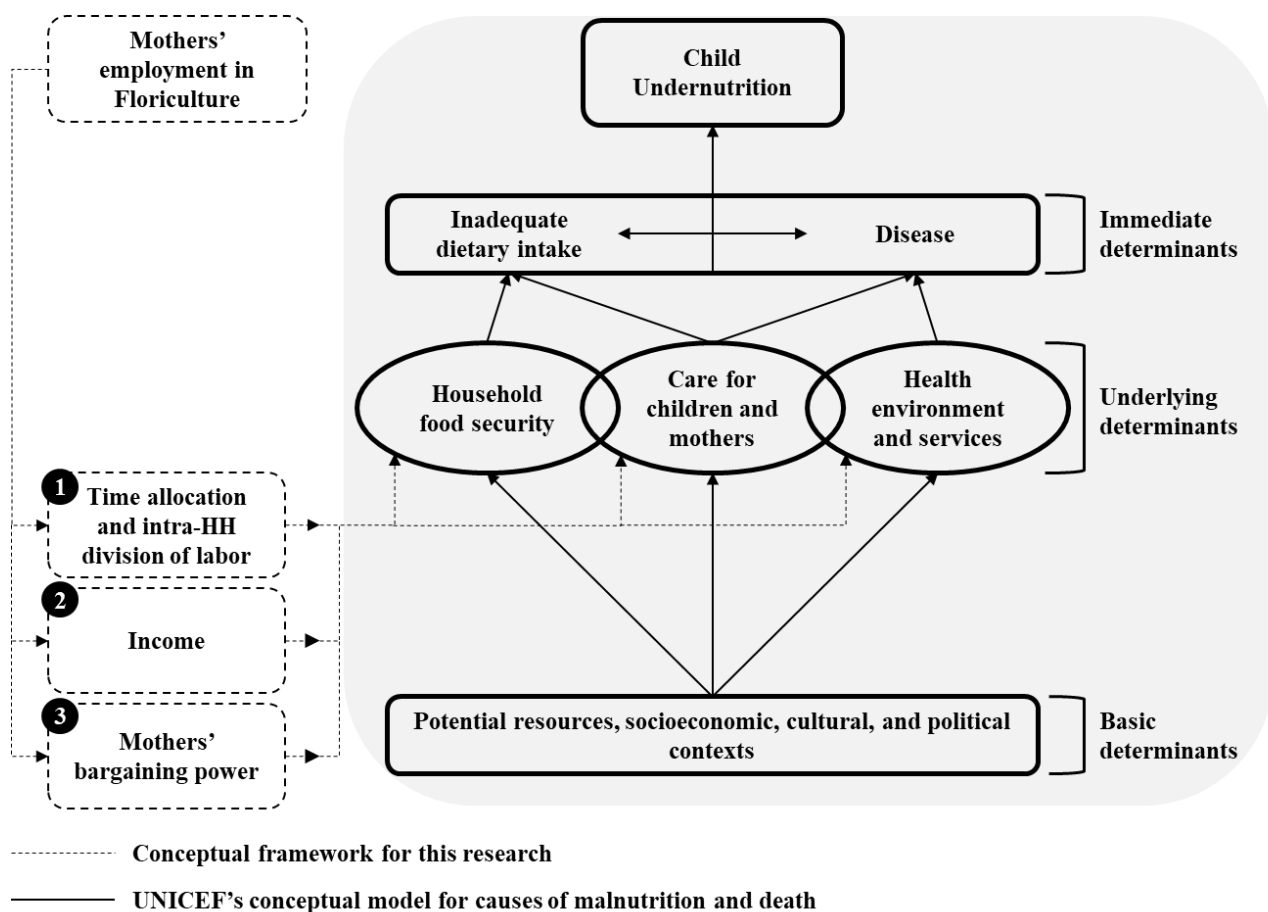 Mothers’
employment in
Floriculture
Child
Undernutrition
Inadequate
dietary intake
Disease
Immediate
determinants
Household
food security
Care for
children and
mothers
Health
environment
and services
Underlying
determinants
1
Time allocation
and intra-HH
division of labor
2
Income
3
Mothers’
bargaining power
Potential resources, socioeconomic, cultural, and political
contexts
Basic
determinants
Conceptual framework for this research
UNICEF’s conceptual model for causes of malnutrition and death